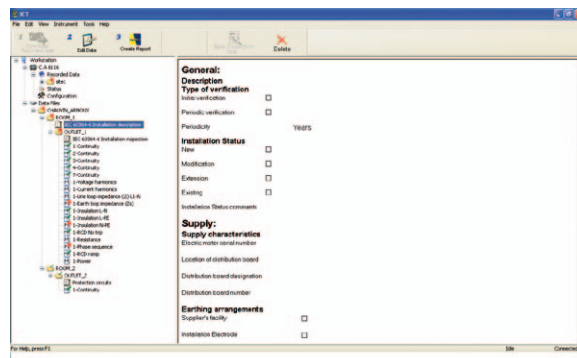 ICT
File Edit View Instrument Tools Help
1
2 Edit Data
3 Create Report
Delete
Workstation
C.A 6116
Recorded Data
Status
Configuration
Data Files
CHAUVIN_ARNOUX
ROOM_1
IEC 60364-6 Installation description
OUTLET_1
IEC 60364-6 Installation inspection
1-Continuity
2-Continuity
3-Continuity
4-Continuity
7-Continuity
1-Voltage harmonics
1-Current harmonics
1-Line loop impedance (Zi) L1-N
1-Earth loop impedance (Zs)
1-Insulation L-N
1-Insulation L-PE
1-Insulation N-PE
1-RCD No trip
1-Resistance
1-Phase sequence
1-RCD ramp
1-Power
ROOM_2
OUTLET_2
Protection circuits
1-Continuity
General:
Description
Type of verification
Initial verification
Periodic verification
Periodicity Years
Installation Status
New
Modification
Extension
Existing
Installation Status comments
Supply:
Supply characteristics
Electric meter serial number
Location of distribution board
Distribution board designation
Distribution board number
Earthing arrangements
Supplier's facility
Installation Electrode
For Help, press F1
Idle Connected